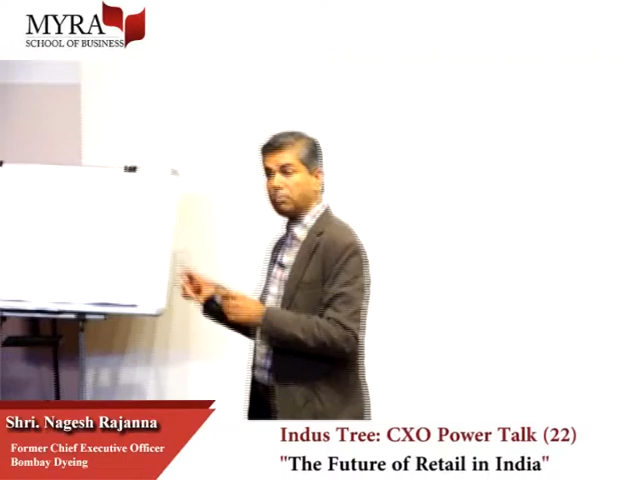 MYRA
SCHOOL OF BUSINESS
Shri. Nagesh Rajanna
Former Chief Executive Officer
Bombay Dyeing
Indus Tree: CXO Power Talk (22)
"The Future of Retail in India"